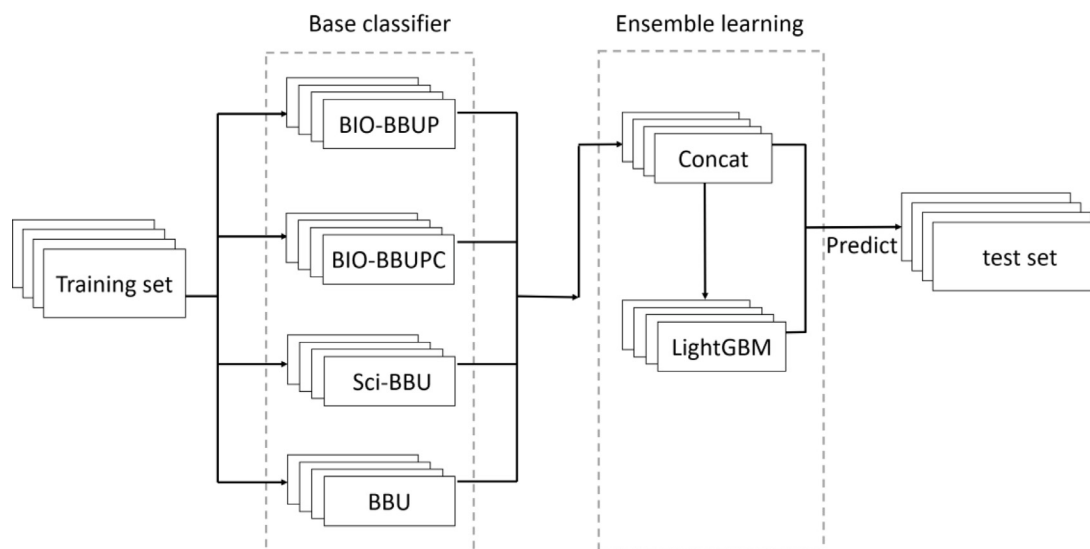 Base classifier
Ensemble learning
BIO-BBUP
Concat
Training set
BIO-BBUPC
Predict
test set
Sci-BBU
LightGBM
BBU